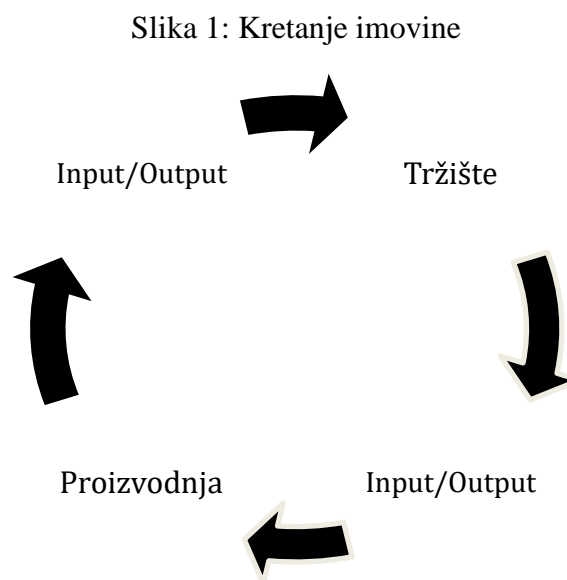 Slika 1: Kretanje imovine
Input/Output
Tržište
Proizvodnja
Input/Output